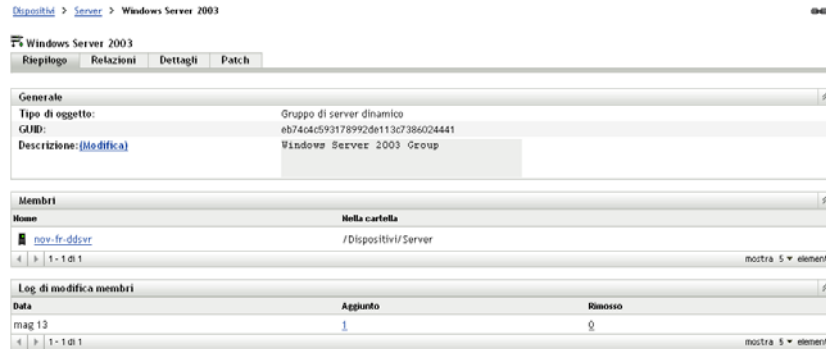 Dispositivi > Server > Windows Server 2003
Windows Server 2003
Riepilogo Relazioni Dettagli Patch
Generale
Tipo di oggetto: Gruppo di server dinamico
GUID: eb74c4c593178992de113c7386024441
Descrizione:(Modifica) Windows Server 2003 Group
Membri
Nome Nella cartella
nov-fr-ddsvr /Dispositivi/Server
1 - 1 di 1 mostra 5 element
Log di modifica membri
Data Aggiunto Rimosso
mag 13 1 0
1 - 1 di 1 mostra 5 element